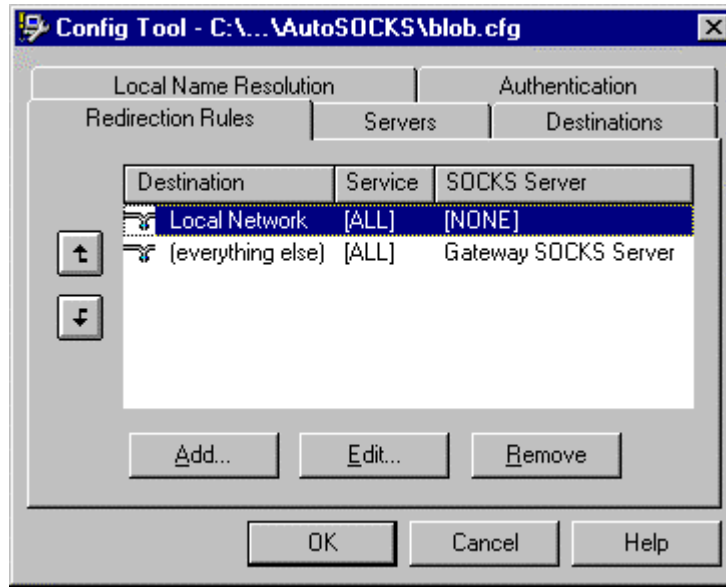 Config Tool - C:\...\AutoSOCKS\blob.cfg
Local Name Resolution Authentication
Redirection Rules Servers Destinations
Destination Service SOCKS Server
Local Network [ALL] [NONE]
(everything else) [ALL] Gateway SOCKS Server
Add... Edit... Remove
OK Cancel Help